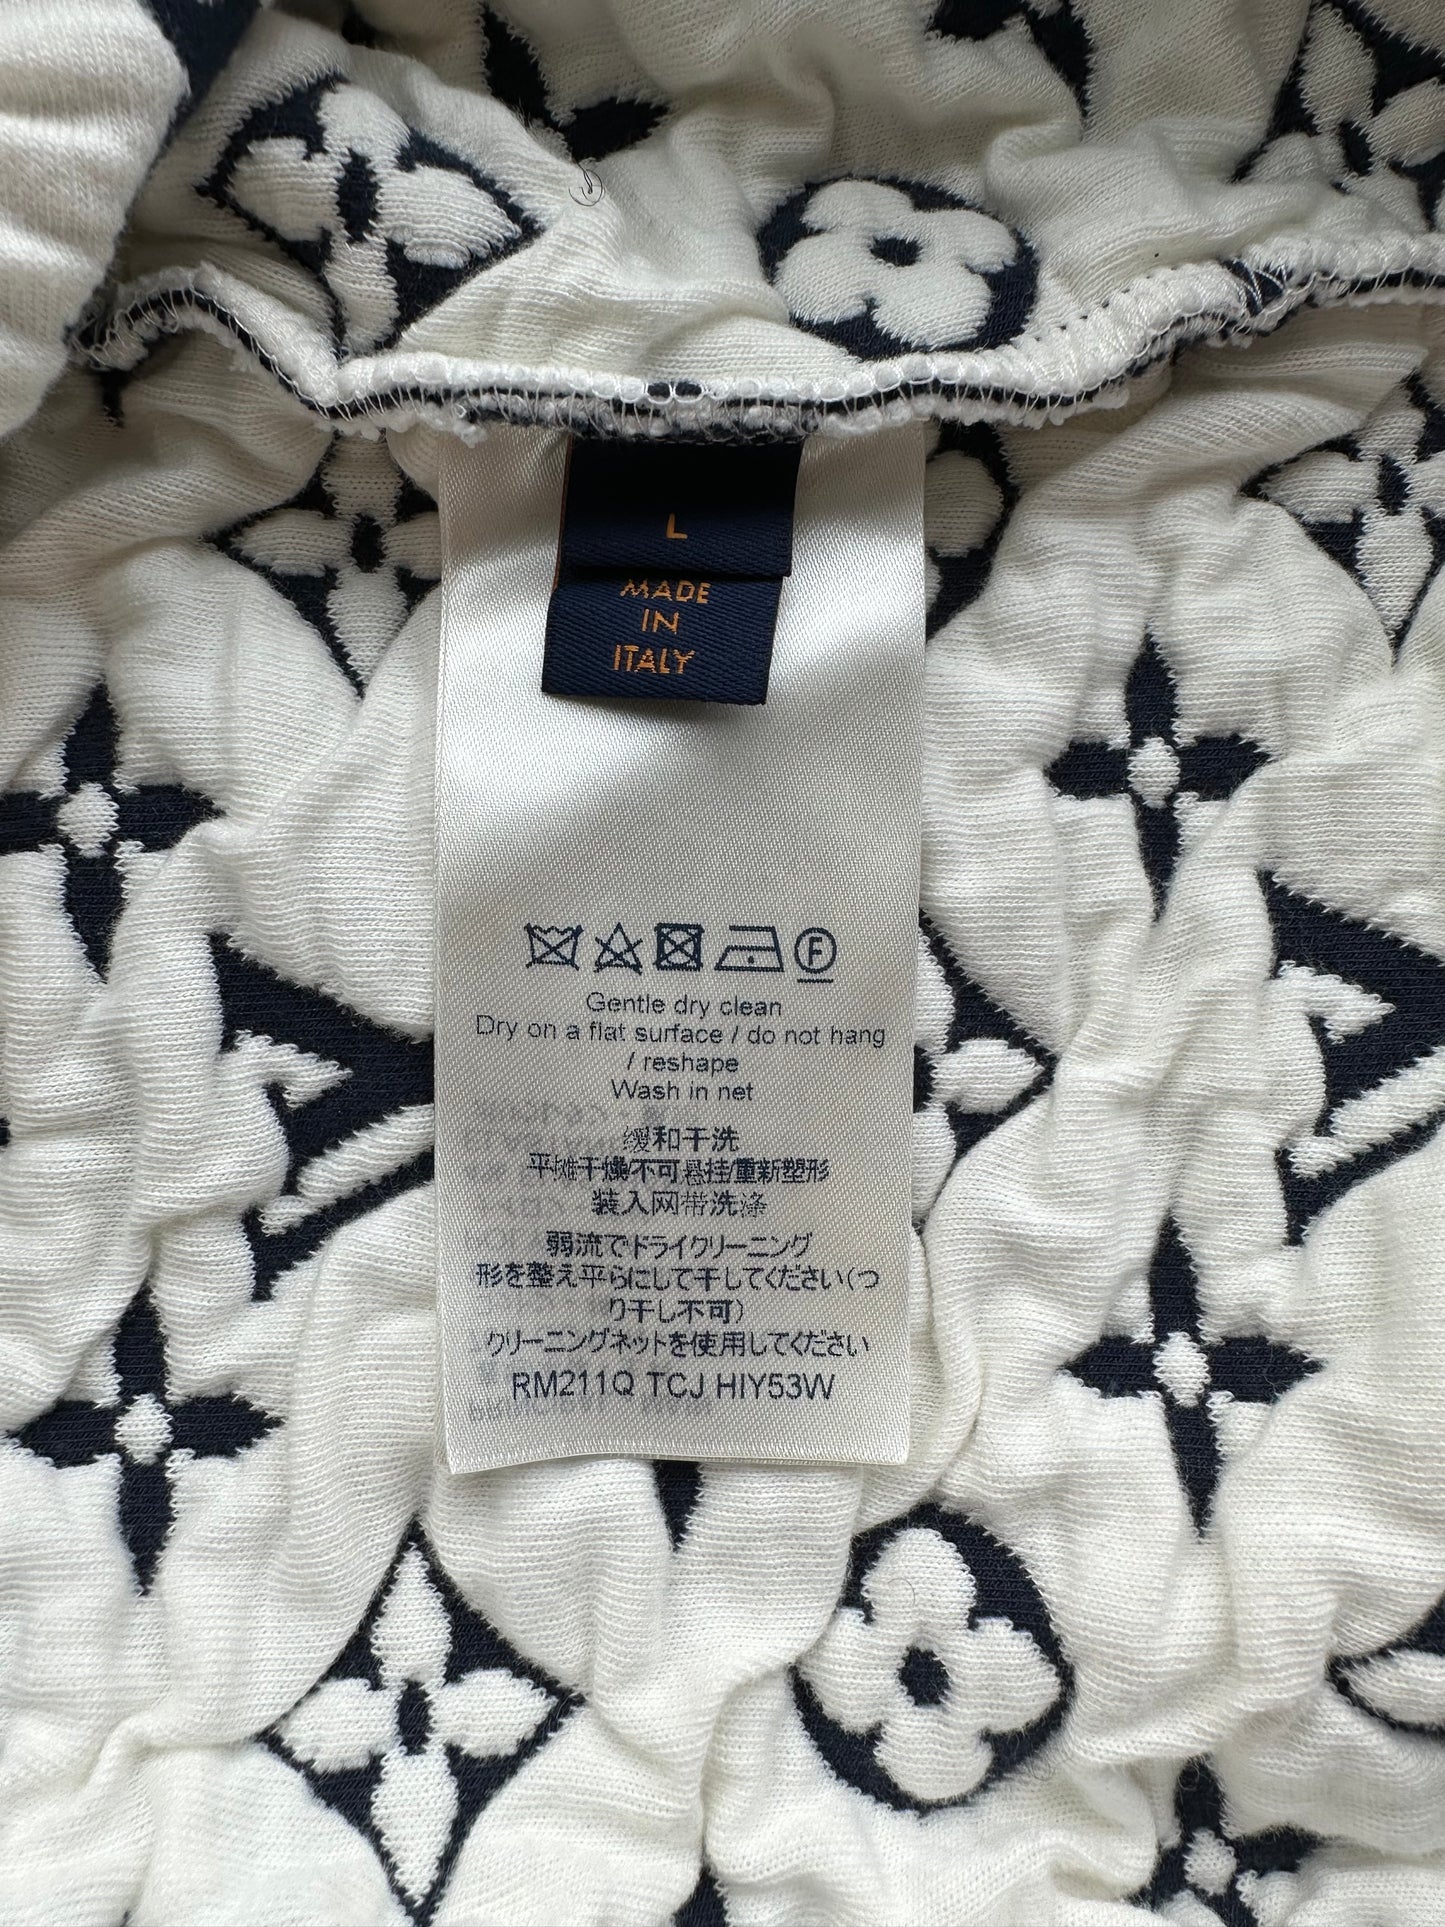 L
MADE
IN
ITALY
F
Gentle dry clean
Dry on a flat surface / do not hang
/ reshape
Wash in net
缓和干洗
平摊干燥/不可悬挂/重新塑形
装入网带洗涤
弱流でドライクリーニング
形を整え平らにして干してください(つ
り干し不可)
クリーニングネットを使用してください
RM211Q TCJ HIY53W